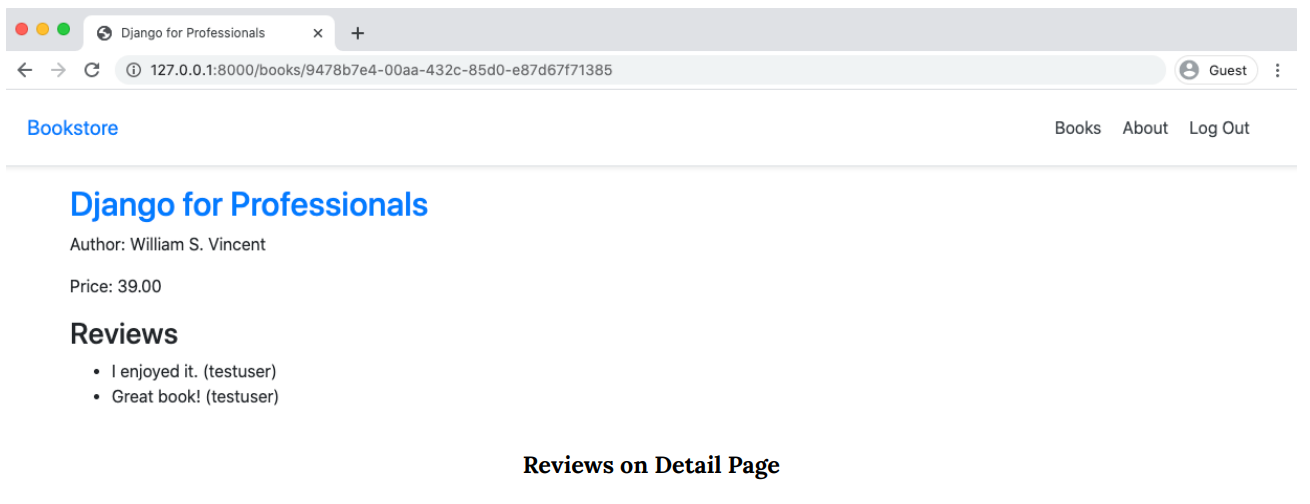 Django for Professionals
127.0.0.1:8000/books/9478b7e4-00aa-432c-85d0-e87d67f71385
Guest
Bookstore
Books About Log Out
Django for Professionals
Author: William S. Vincent
Price: 39.00
Reviews
• I enjoyed it. (testuser)
• Great book! (testuser)
Reviews on Detail Page